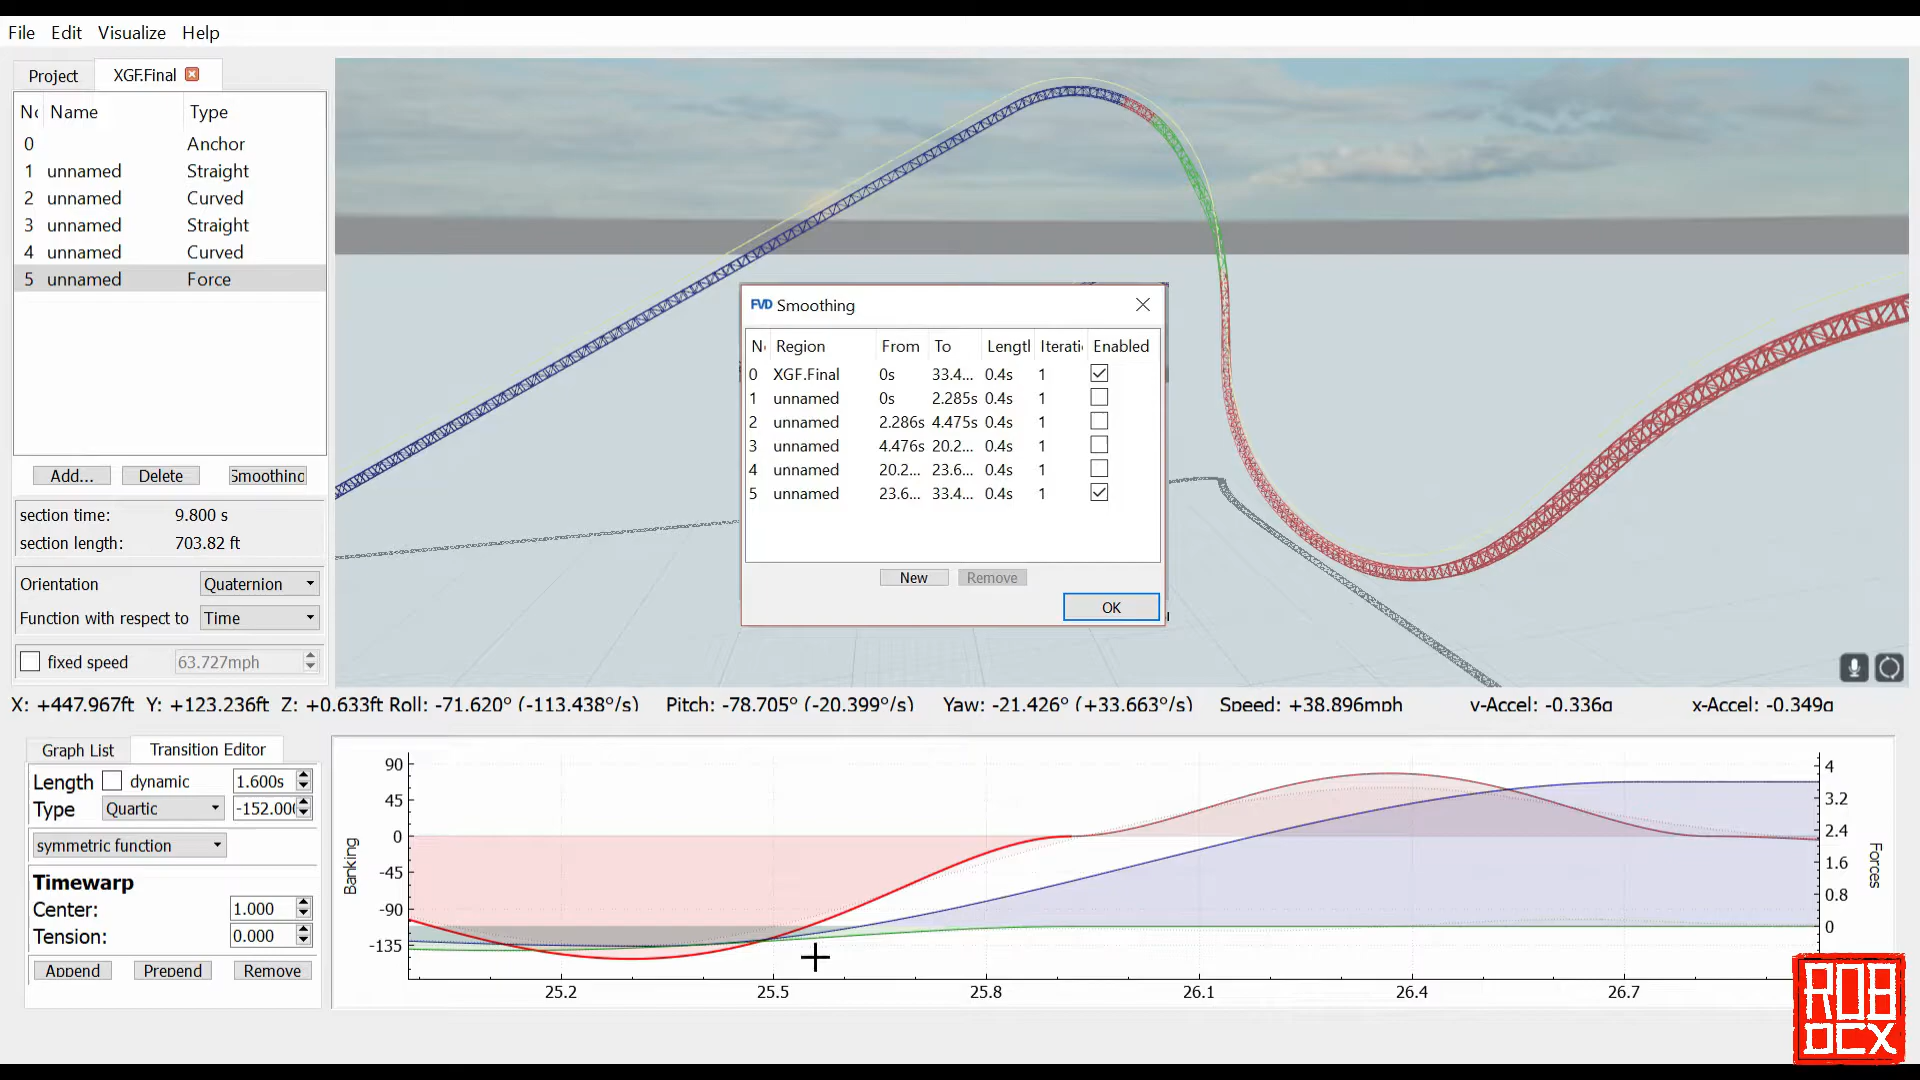 File Edit Visualize Help
Project XGF.Final
Nc Name Type
0 Anchor
1 unnamed Straight
2 unnamed Curved
3 unnamed Straight
4 unnamed Curved
5 unnamed Force
Add... Delete Smoothing
section time: 9.800 s
section length: 703.82 ft
Orientation Quaternion
Function with respect to Time
fixed speed 63.727mph
FVD Smoothing
N Region From To Lengtl Iterati Enabled
0 XGF.Final 0s 33.4... 0.4s 1
1 unnamed 0s 2.285s 0.4s 1
2 unnamed 2.286s 4.475s 0.4s 1
3 unnamed 4.476s 20.2... 0.4s 1
4 unnamed 20.2... 23.6... 0.4s 1
5 unnamed 23.6... 33.4... 0.4s 1
New Remove
OK
X: +447.967ft Y: +123.236ft Z: +0.633ft Roll: -71.620° (-113.438°/s) Pitch: -78.705° (-20.399°/s) Yaw: -21.426° (+33.663°/s) Speed: +38.896mph y-Accel: -0.336g x-Accel: -0.349g
Graph List Transition Editor
Length dynamic 1.600s
Type Quartic -152.000
symmetric function
Timewarp
Center: 1.000
Tension: 0.000
Append Prepend Remove
Banking
90
45
0
-45
-90
-135
25.2 25.5 25.8 26.1 26.4 26.7
4
3.2
2.4
1.6
0.8
0
Forces